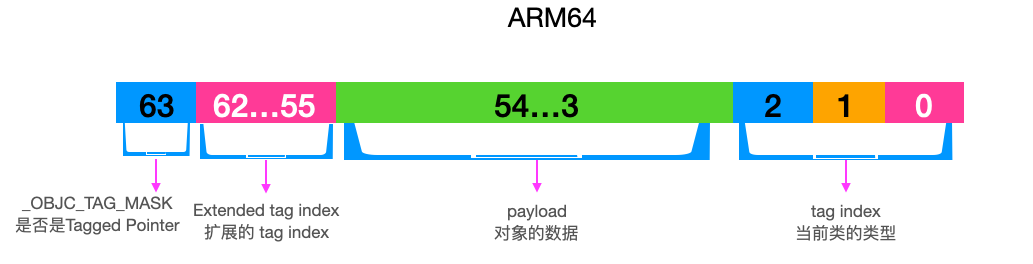 ARM64
63 62...55 54...3 2 1 0
_OBJC_TAG_MASK
是否是Tagged Pointer
Extended tag index
扩展的 tag index
payload
对象的数据
tag index
当前类的类型